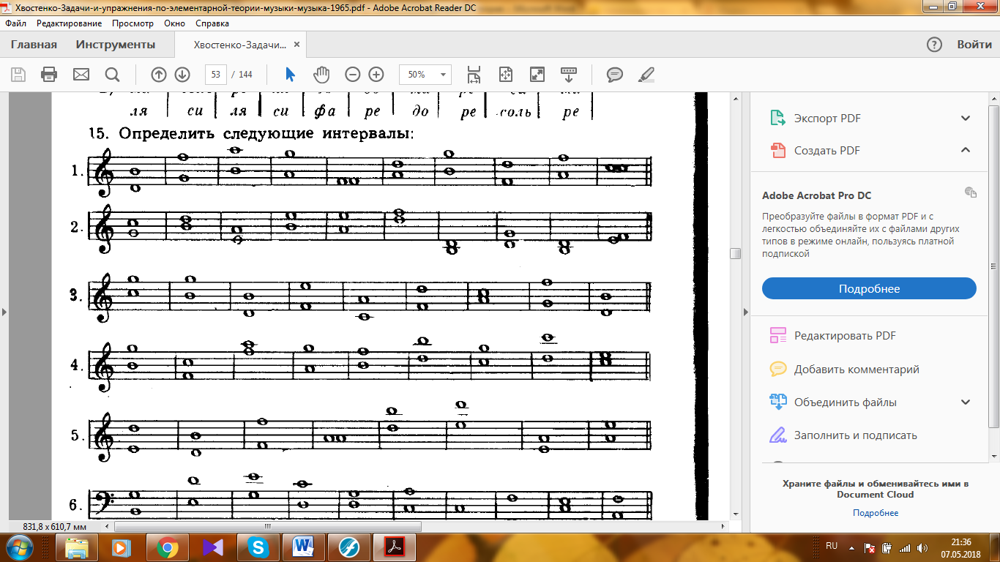 Хвостенко-Задачи-и-упражнения-по-элементарной-теории-музыки-музыка-1965.pdf - Adobe Acrobat Reader DC
Файл Редактирование Просмотр Окно Справка
Главная Инструменты Хвостенко-Задачи... × Войти
53 / 144 50%
ля си ля си фа ре до ре соль ре
15. Определить следующие интервалы:
1.
2.
3.
4.
5.
6.
831,8 x 610,7 мм
Экспорт PDF
Создать PDF
Adobe Acrobat Pro DC
Преобразуйте файлы в формат PDF и с
легкостью объединяйте их с файлами других
типов в режиме онлайн, пользуясь платной
подпиской
Подробнее
Редактировать PDF
Добавить комментарий
Объединить файлы
Заполнить и подписать
Храните файлы и обменивайтесь ими в
Document Cloud
Подробнее
RU 21:36
07.05.2018